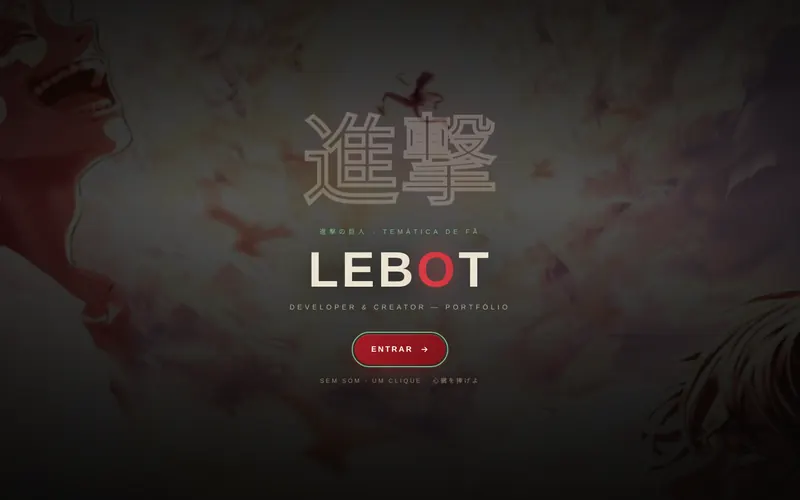 進撃
進撃の巨人 · TEMÁTICA DE FÃ
LEBOT
DEVELOPER & CREATOR — PORTFÓLIO
ENTRAR →
SEM SOM · UM CLIQUE · 心臓を捧げよ